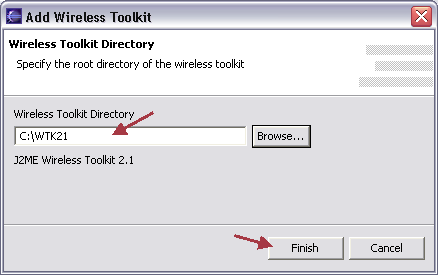 Add Wireless Toolkit
Wireless Toolkit Directory
Specify the root directory of the wireless toolkit
Wireless Toolkit Directory
C:\WTK21
Browse...
J2ME Wireless Toolkit 2.1
Finish
Cancel